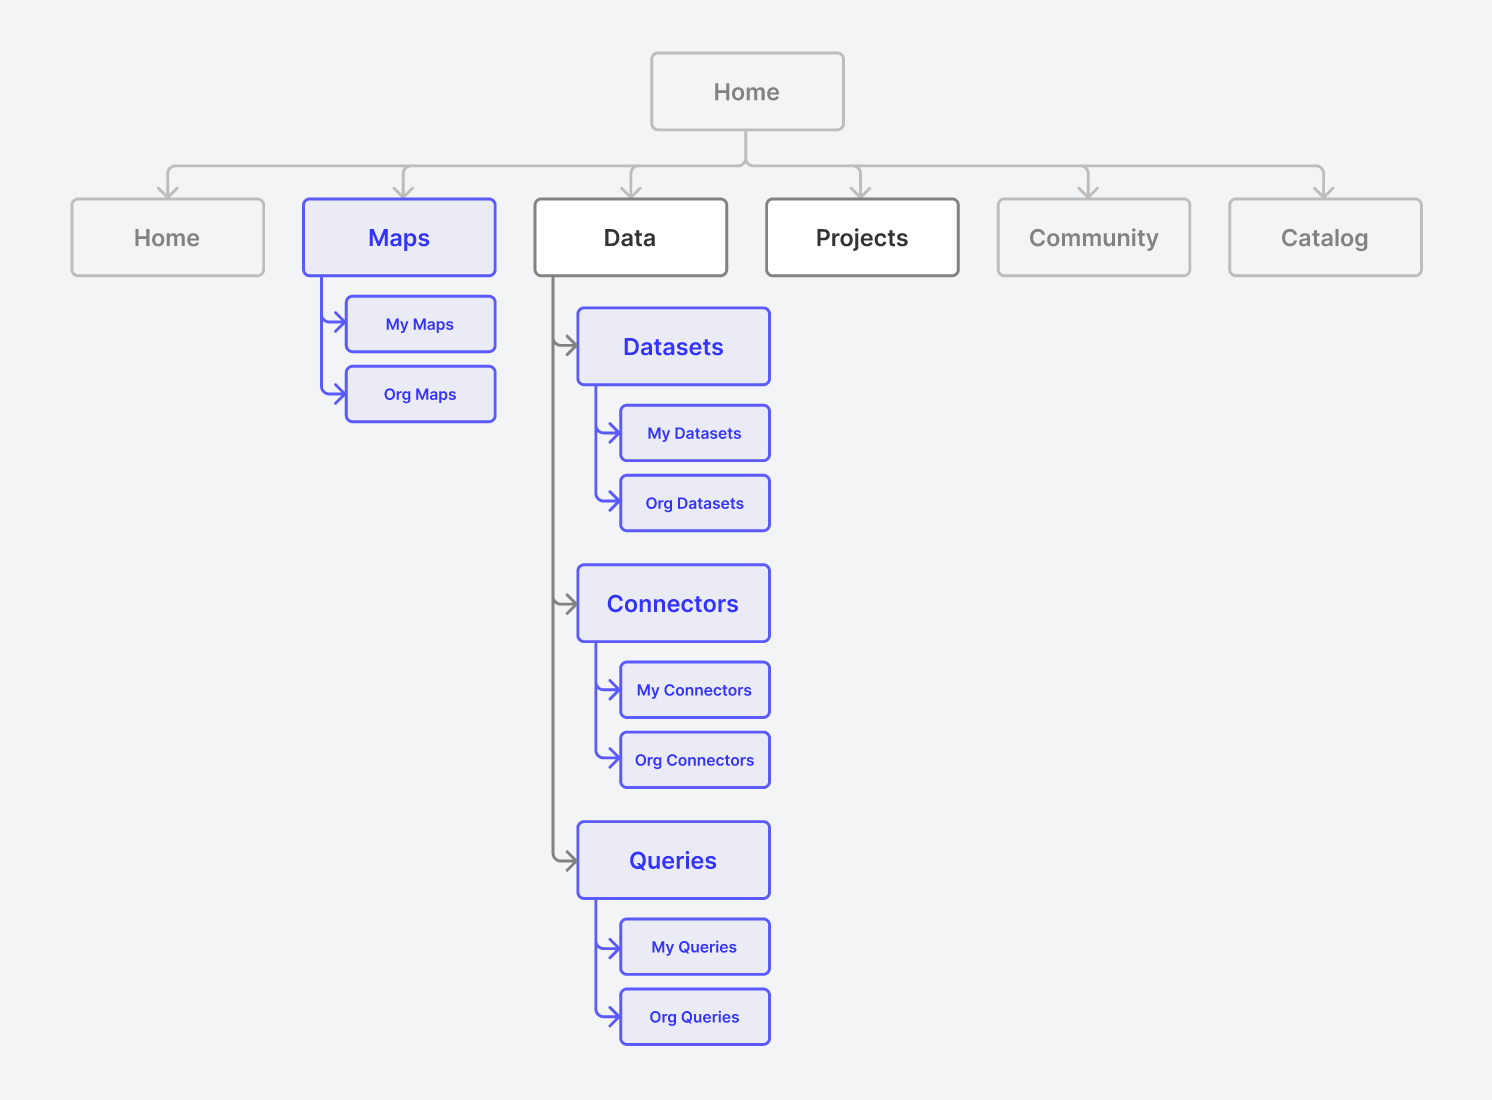 Home
Home
Maps
Data
Projects
Community
Catalog
My Maps
Org Maps
Datasets
My Datasets
Org Datasets
Connectors
My Connectors
Org Connectors
Queries
My Queries
Org Queries